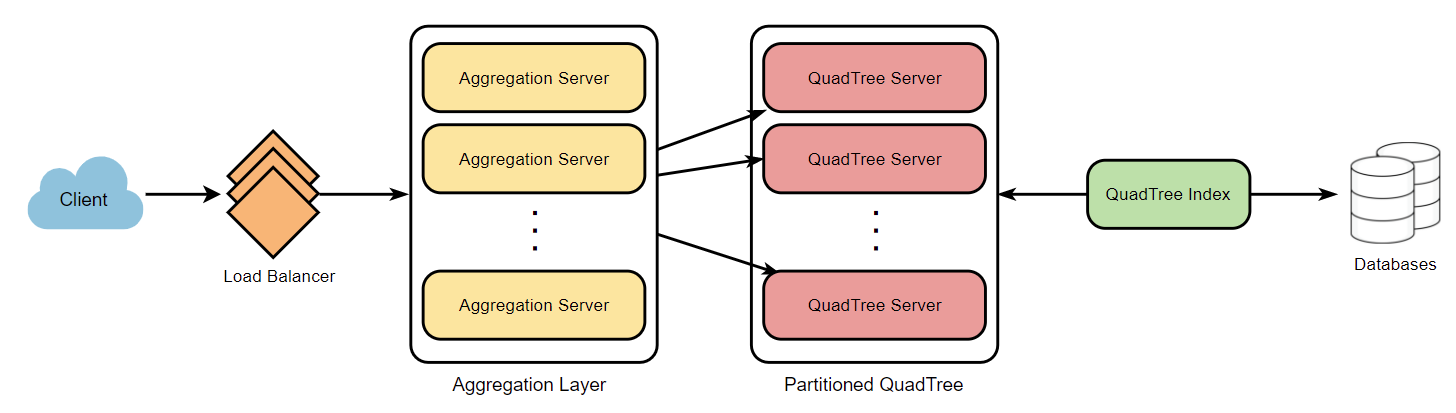 Client
Load Balancer
Aggregation Server
Aggregation Server
Aggregation Server
Aggregation Layer
QuadTree Server
QuadTree Server
QuadTree Server
Partitioned QuadTree
QuadTree Index
Databases